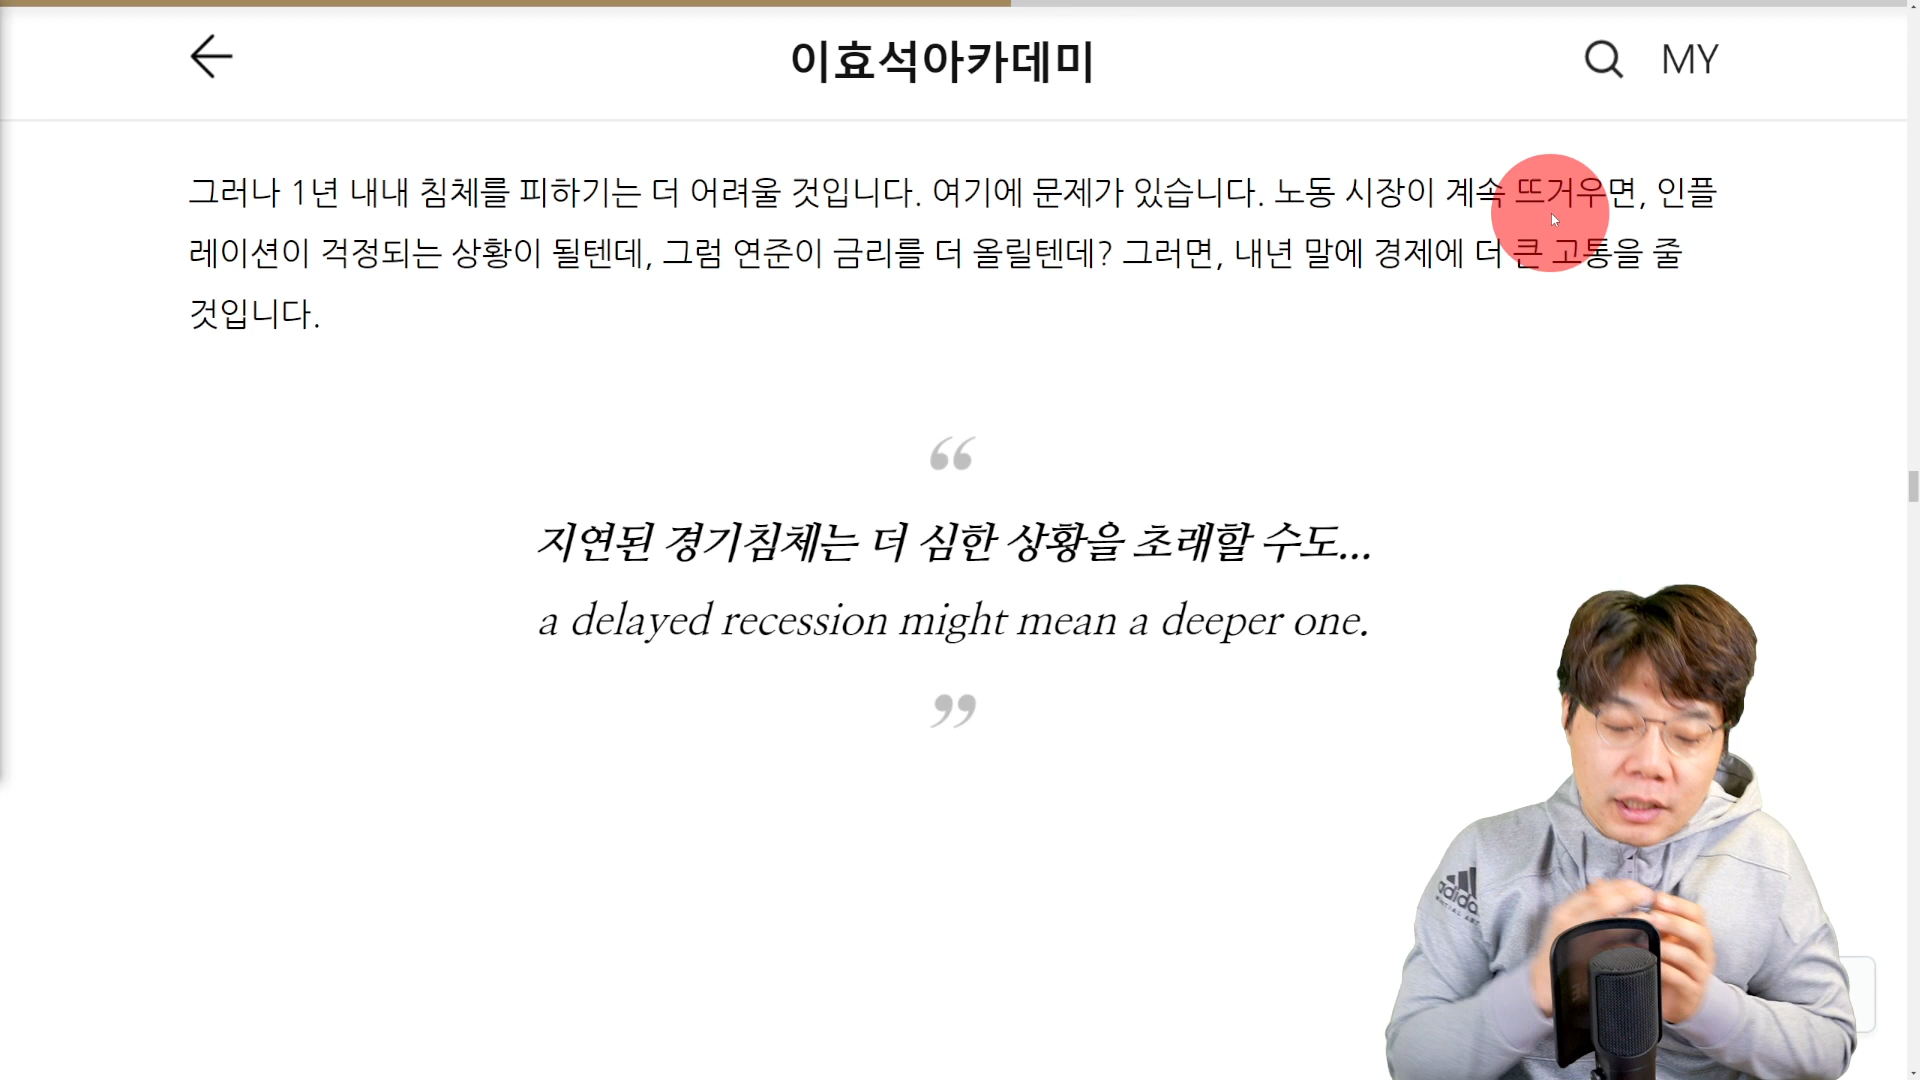 이효석아카데미
MY
그러나 1년 내내 침체를 피하기는 더 어려울 것입니다. 여기에 문제가 있습니다. 노동 시장이 계속 뜨거우면, 인플
레이션이 걱정되는 상황이 될텐데, 그럼 연준이 금리를 더 올릴텐데? 그러면, 내년 말에 경제에 더 큰 고통을 줄
것입니다.
“
지연된 경기침체는 더 심한 상황을 초래할 수도...
a delayed recession might mean a deeper one.
”
adidas